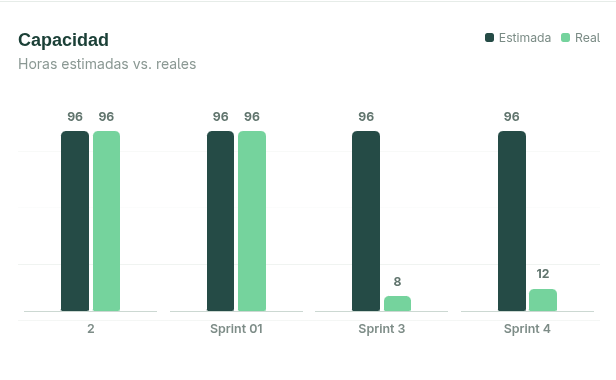 Capacidad
Horas estimadas vs. reales
Estimada Real
96 96 96 96 96 8 96 12
2 Sprint 01 Sprint 3 Sprint 4